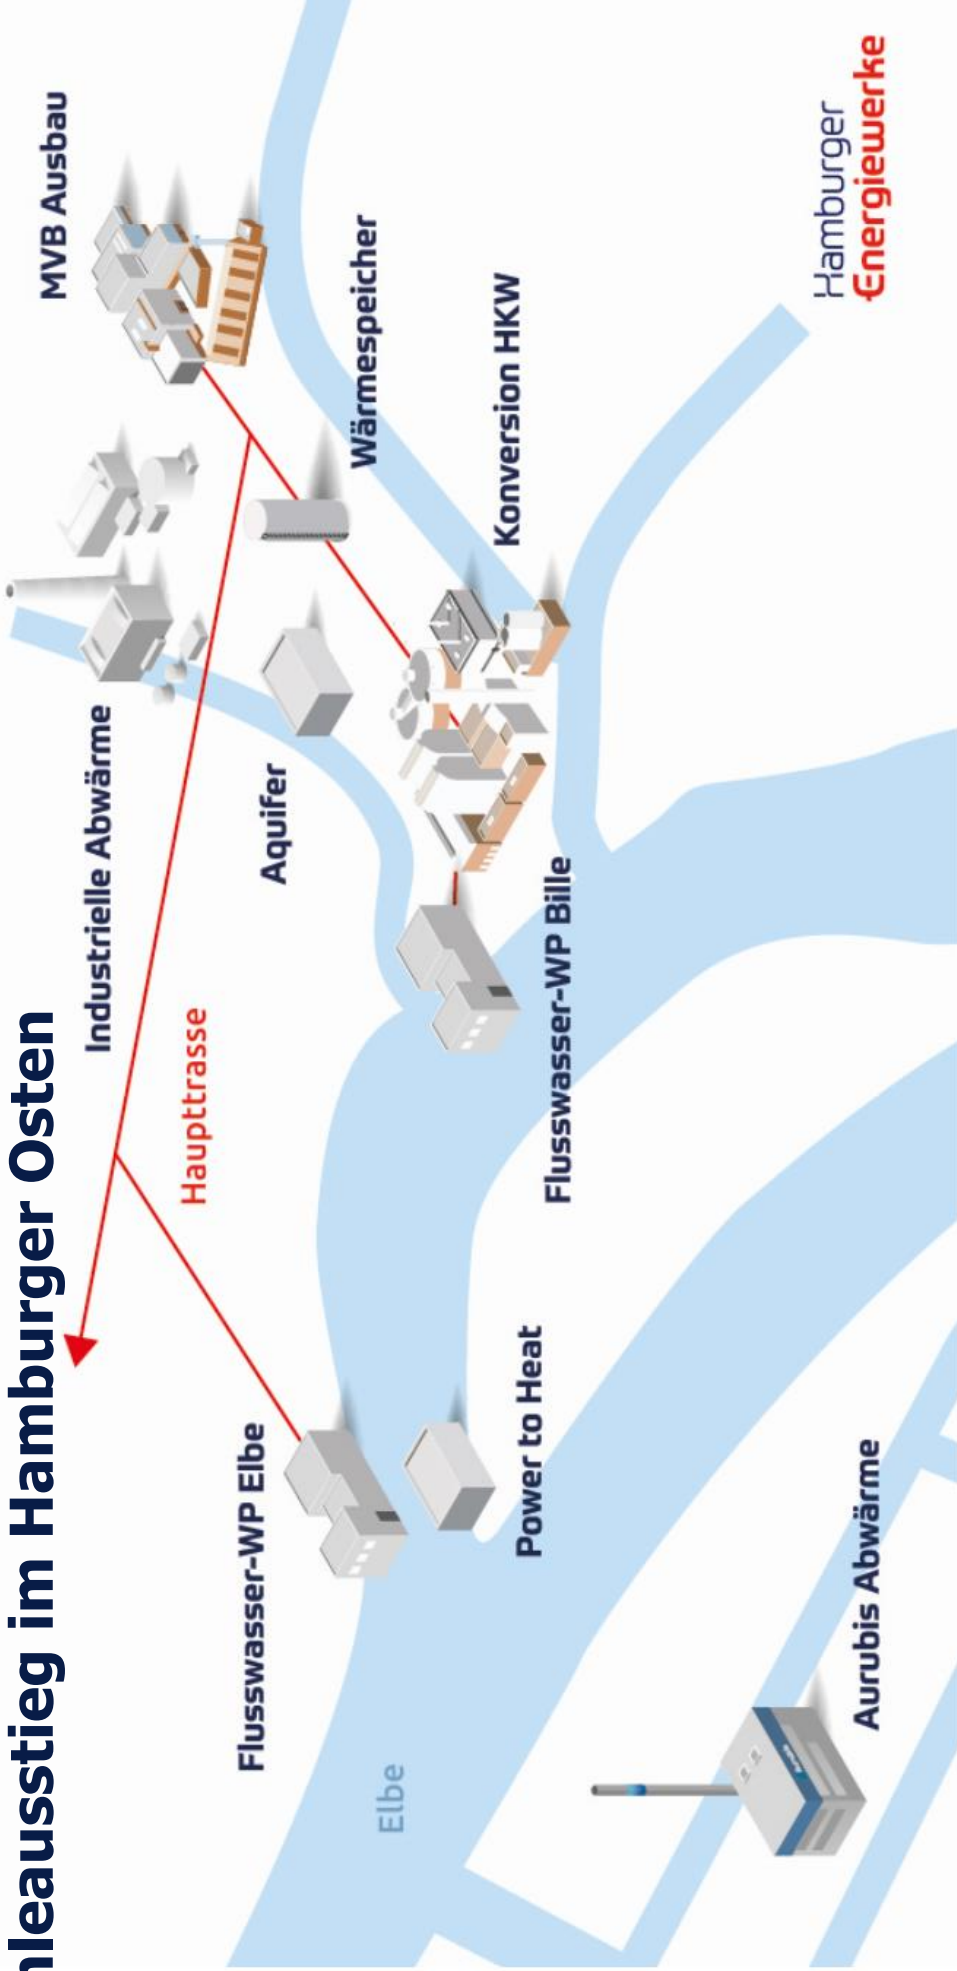 hleausstieg im Hamburger Osten
Industrielle Abwärme
MVB Ausbau
Haupttrasse
Flusswasser-WP Elbe
Aquifer
Wärmespeicher
Elbe
Power to Heat
Flusswasser-WP Bille
Konversion HKW
Aurubis Abwärme
Hamburger
Energiewerke